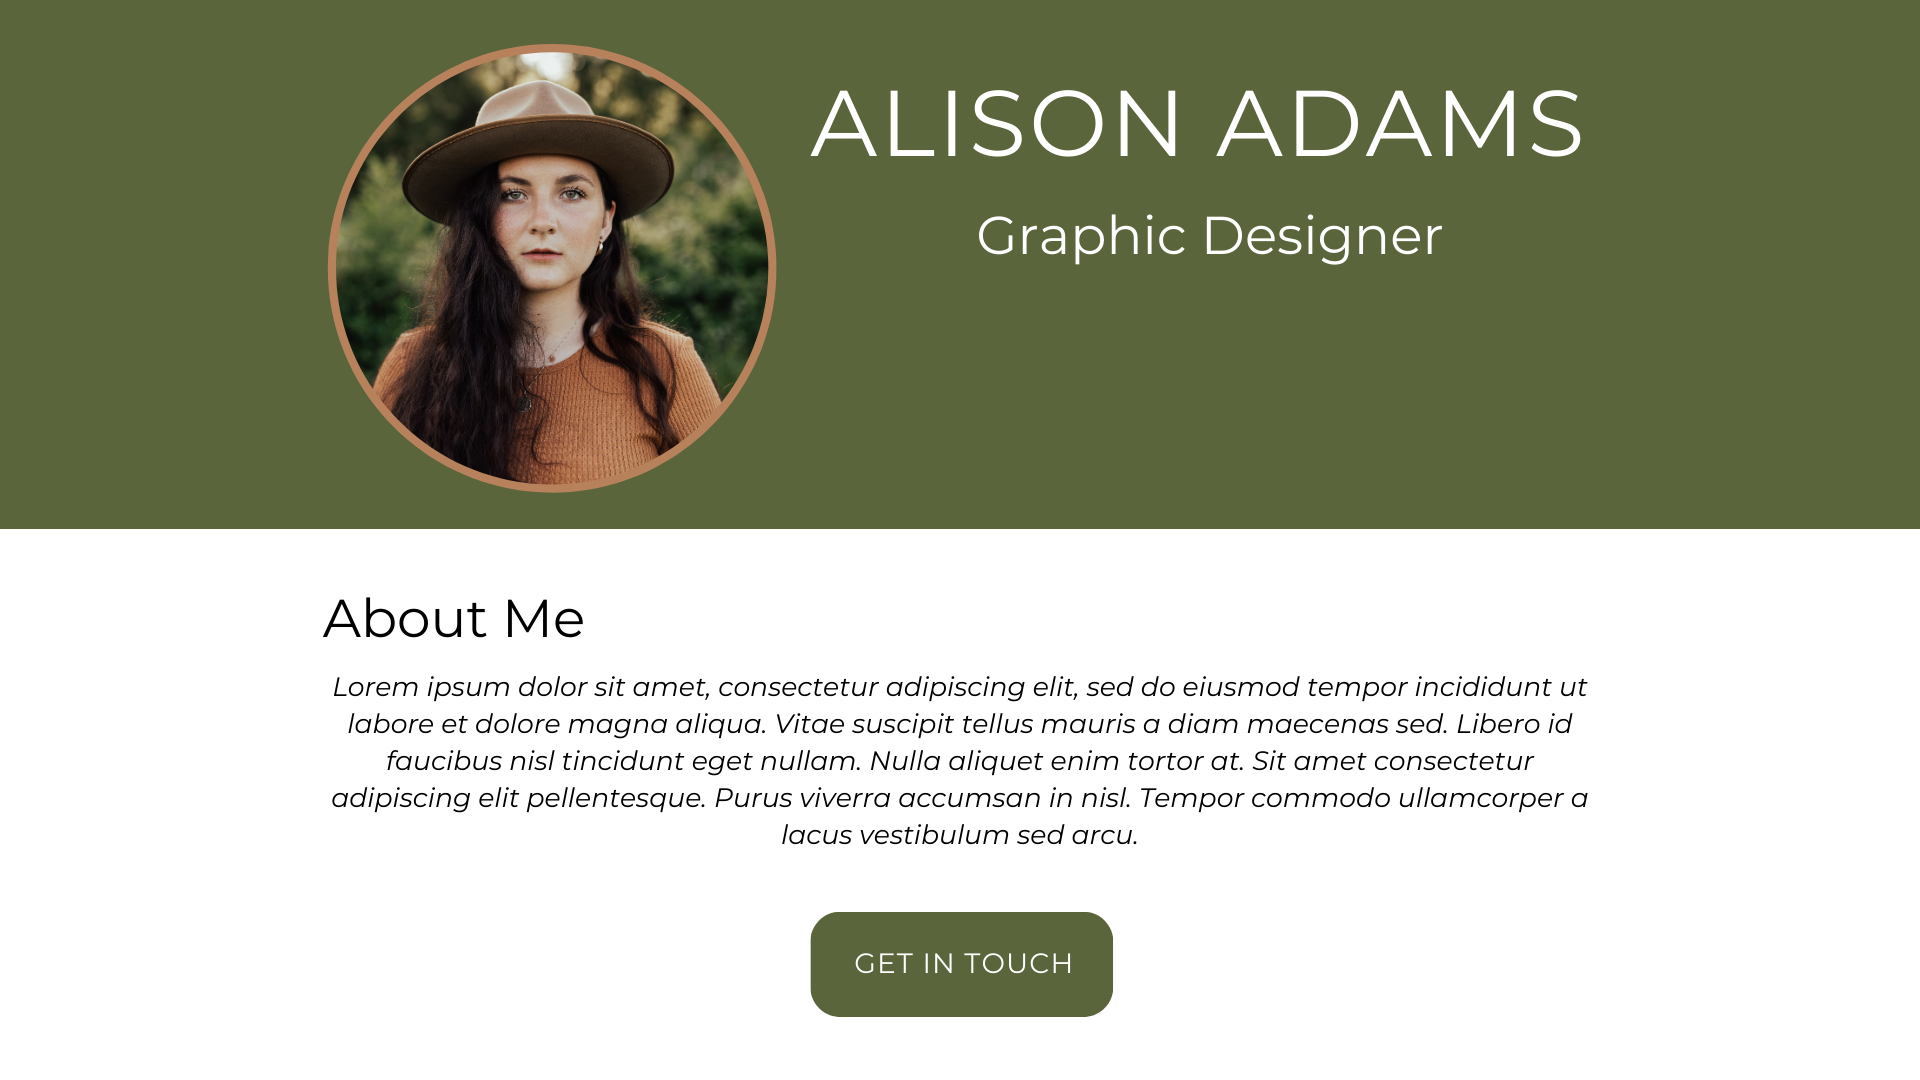 ALISON ADAMS
Graphic Designer
About Me
Lorem ipsum dolor sit amet, consectetur adipiscing elit, sed do eiusmod tempor incididunt ut
labore et dolore magna aliqua. Vitae suscipit tellus mauris a diam maecenas sed. Libero id
faucibus nisl tincidunt eget nullam. Nulla aliquet enim tortor at. Sit amet consectetur
adipiscing elit pellentesque. Purus viverra accumsan in nisl. Tempor commodo ullamcorper a
lacus vestibulum sed arcu.
GET IN TOUCH